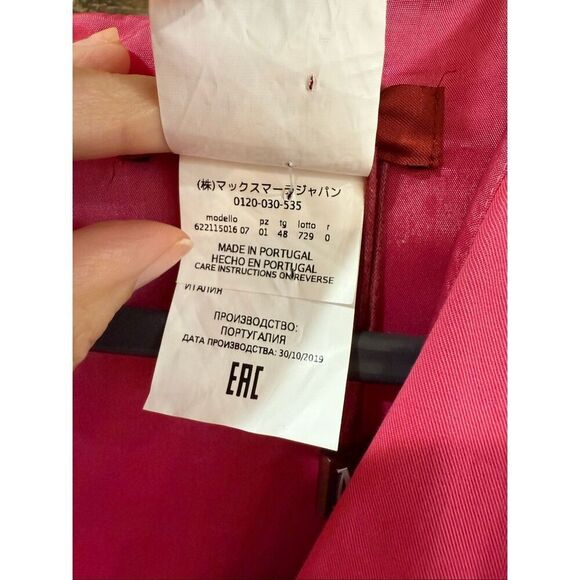 (株)マックスマーラジャパン
0120-030-535
modello pz tg lotto r
622115016 07 01 48 729 0
MADE IN PORTUGAL
HECHO EN PORTUGAL
CARE INSTRUCTIONS ON REVERSE
ИТАЛИЯ
ПРОИЗВОДСТВО:
ПОРТУГАЛИЯ
ДАТА ПРОИЗВОДСТВА: 30/10/2019
EAC